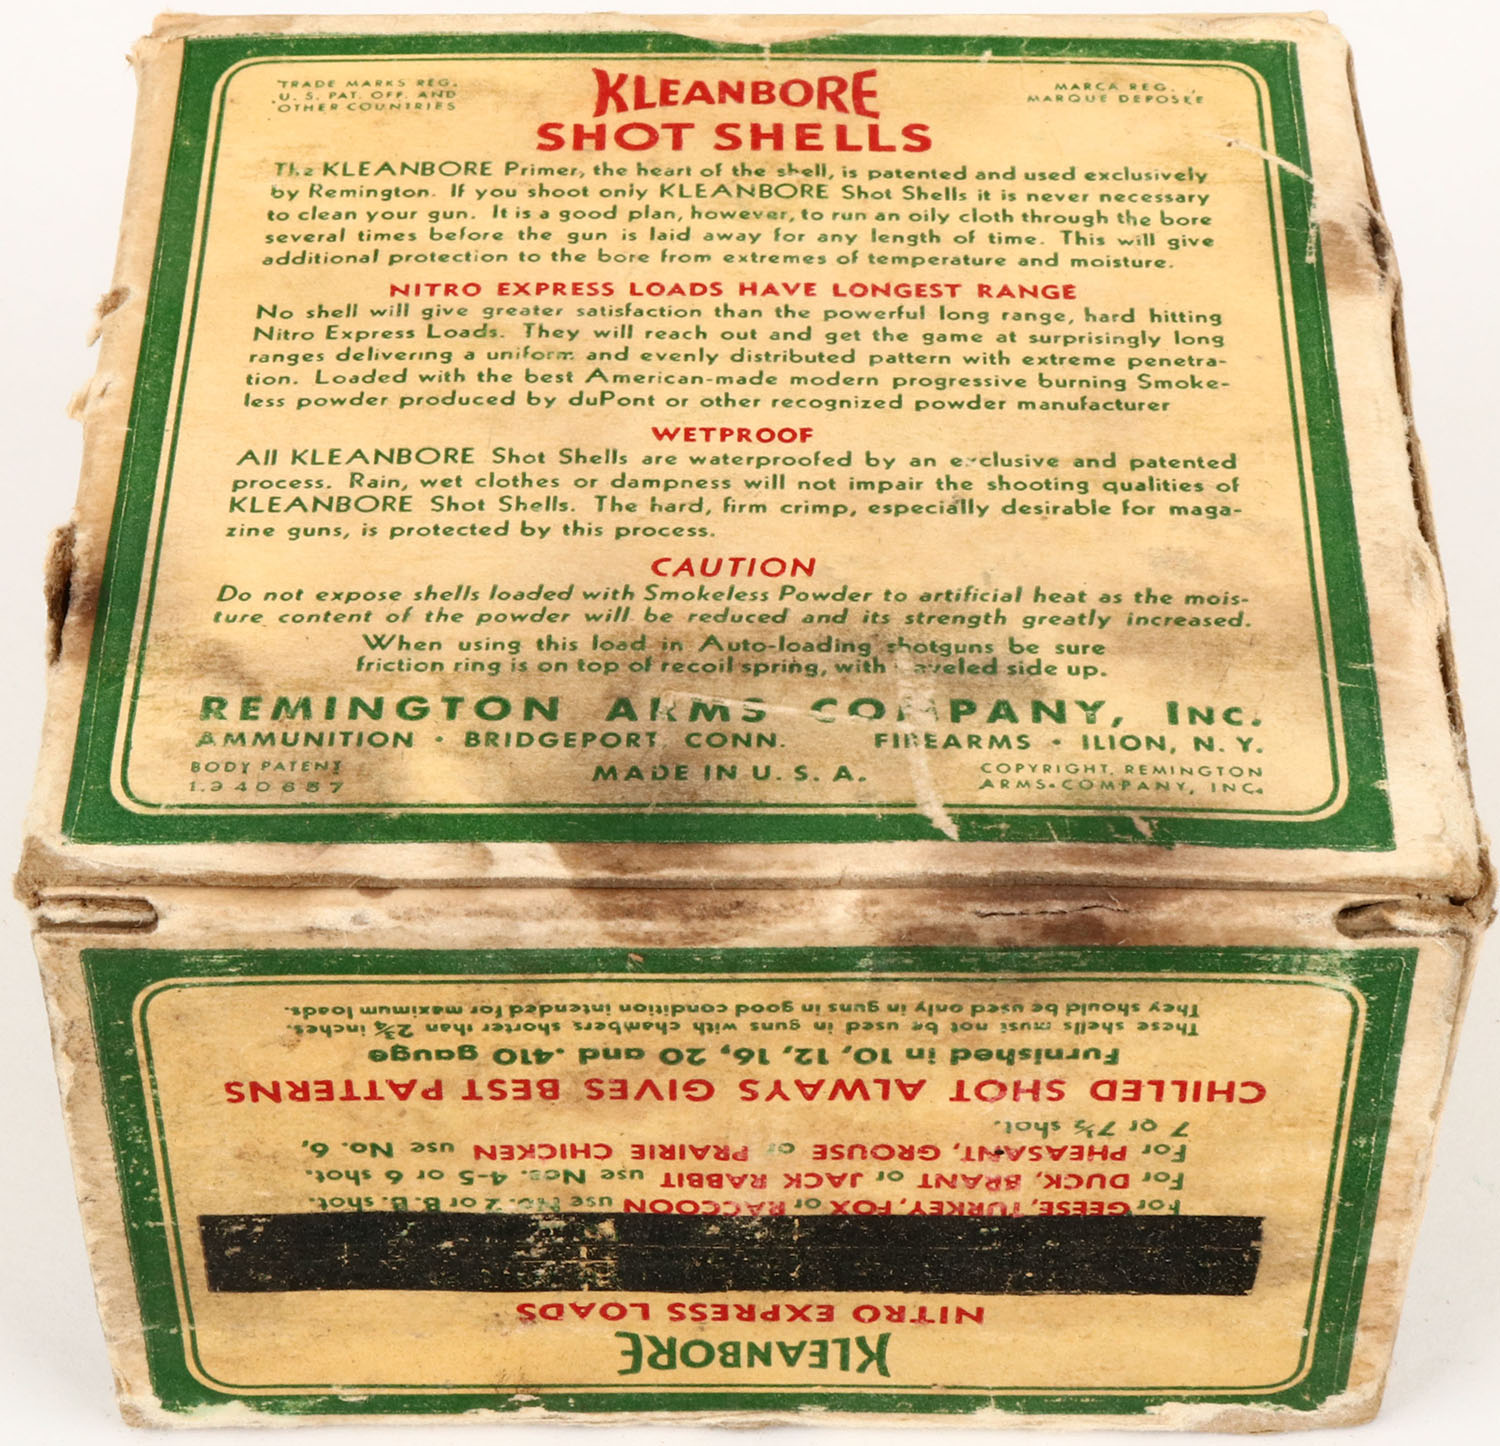 TRADE MARKS REG.
U. S. PAT. OFF. AND
OTHER COUNTRIES
MARCA REG.
MARQUE DEPOSEE
KLEANBORE
SHOT SHELLS
The KLEANBORE Primer, the heart of the shell, is patented and used exclusively
by Remington. If you shoot only KLEANBORE Shot Shells it is never necessary
to clean your gun. It is a good plan, however, to run an oily cloth through the bore
several times before the gun is laid away for any length of time. This will give
additional protection to the bore from extremes of temperature and moisture.
NITRO EXPRESS LOADS HAVE LONGEST RANGE
No shell will give greater satisfaction than the powerful long range, hard hitting
Nitro Express Loads. They will reach out and get the game at surprisingly long
ranges delivering a uniform and evenly distributed pattern with extreme penetra-
tion. Loaded with the best American-made modern progressive burning Smoke-
less powder produced by duPont or other recognized powder manufacturer
WETPROOF
All KLEANBORE Shot Shells are waterproofed by an exclusive and patented
process. Rain, wet clothes or dampness will not impair the shooting qualities of
KLEANBORE Shot Shells. The hard, firm crimp, especially desirable for maga-
zine guns, is protected by this process.
CAUTION
Do not expose shells loaded with Smokeless Powder to artificial heat as the mois-
ture content of the powder will be reduced and its strength greatly increased.
When using this load in Auto-loading shotguns be sure
friction ring is on top of recoil spring, with side up.
REMINGTON ARMS COMPANY, INC.
AMMUNITION • BRIDGEPORT, CONN. FIREARMS • ILION, N. Y.
BODY PATENT
1.940657
MADE IN U. S. A.
COPYRIGHT, REMINGTON
ARMS COMPANY, INC.
KLEANBORE
NITRO EXPRESS LOADS
For GEESE, TURKEY, FOX, or RACCOON use No. 2 or B. B. shot.
For DUCK, BRANT or JACK RABBIT use Nos. 4-5 or 6 shot.
For PHEASANT, GROUSE or PRAIRIE CHICKEN use No. 6,
7 or 7½ shot.
CHILLED SHOT ALWAYS GIVES BEST PATTERNS
Furnished in 10, 12, 16, 20 and .410 gauge
These shells must not be used in guns with chambers shorter than 2¾ inches.
They should be used only in guns in good condition intended for maximum loads.